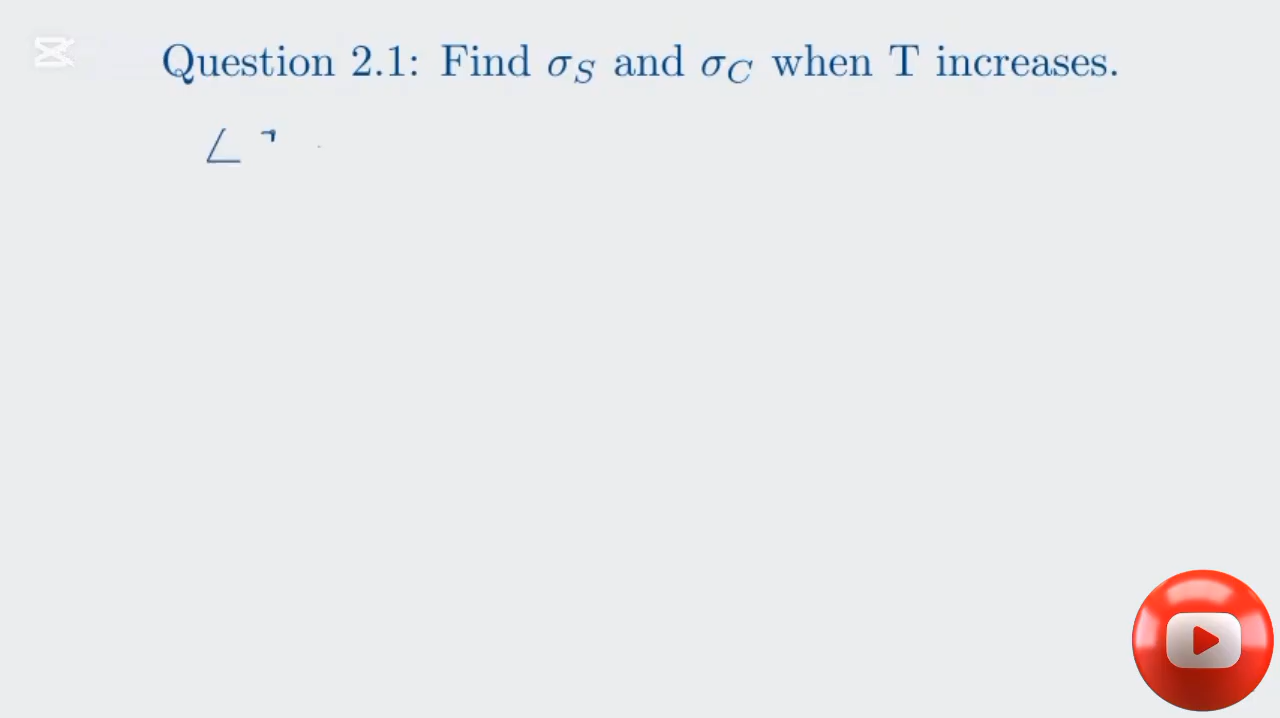 Question 2.1: Find σ_S and σ_C when T increases.